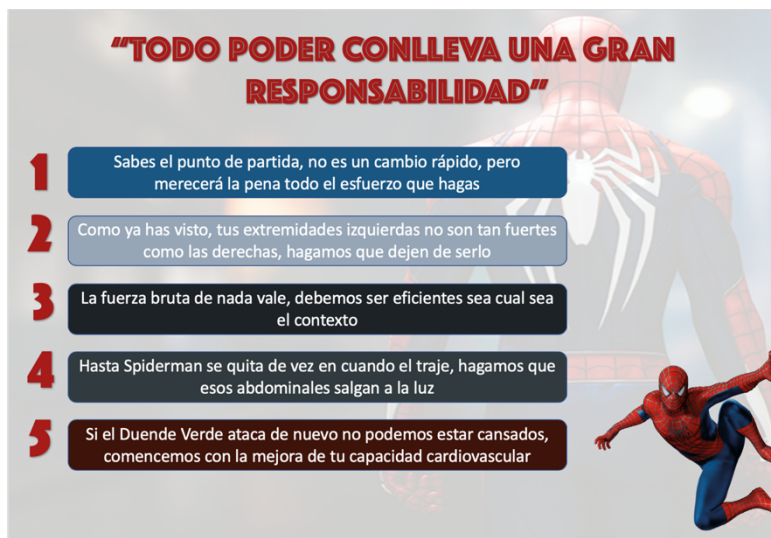 “TODO PODER CONLLEVA UNA GRAN
RESPONSABILIDAD”
1
Sabes el punto de partida, no es un cambio rápido, pero
merecerá la pena todo el esfuerzo que hagas
2
Como ya has visto, tus extremidades izquierdas no son tan fuertes
como las derechas, hagamos que dejen de serlo
3
La fuerza bruta de nada vale, debemos ser eficientes sea cual sea
el contexto
4
Hasta Spiderman se quita de vez en cuando el traje, hagamos que
esos abdominales salgan a la luz
5
Si el Duende Verde ataca de nuevo no podemos estar cansados,
comencemos con la mejora de tu capacidad cardiovascular